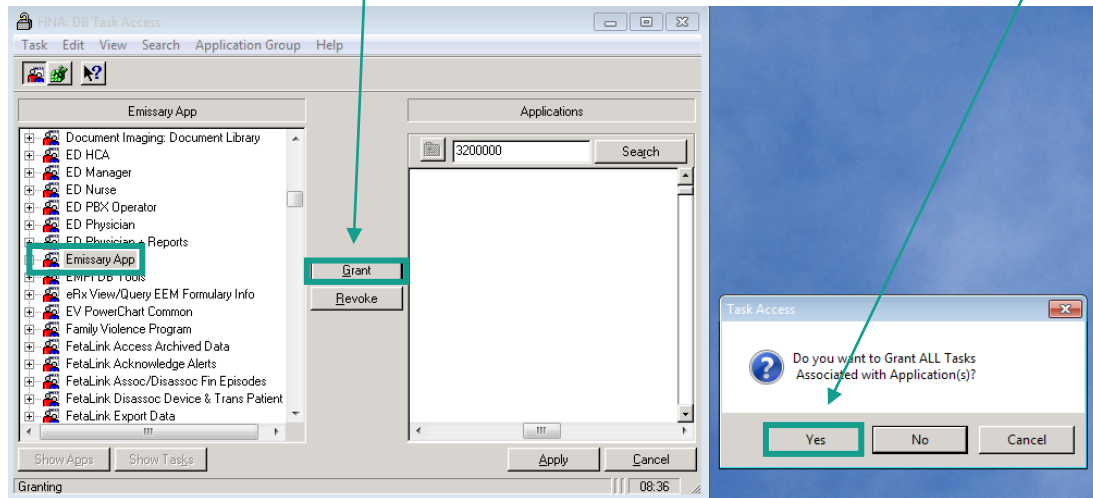 HNA: DB Task Access
Task Edit View Search Application Group Help
Emissary App
Applications
Document Imaging: Document Library
ED HCA
ED Manager
ED Nurse
ED PBX Operator
ED Physician
ED Physician + Reports
Emissary App
EMPI DB Tools
eRx View/Query EEM Formulary Info
EV PowerChart Common
Family Violence Program
FetaLink Access Archived Data
FetaLink Acknowledge Alerts
FetaLink Assoc/Disassoc Fin Episodes
FetaLink Disassoc Device & Trans Patient
FetaLink Export Data
Grant
Revoke
3200000
Search
Show Apps
Show Tasks
Apply
Cancel
Granting
08:36
Task Access
Do you want to Grant ALL Tasks
Associated with Application(s)?
Yes
No
Cancel